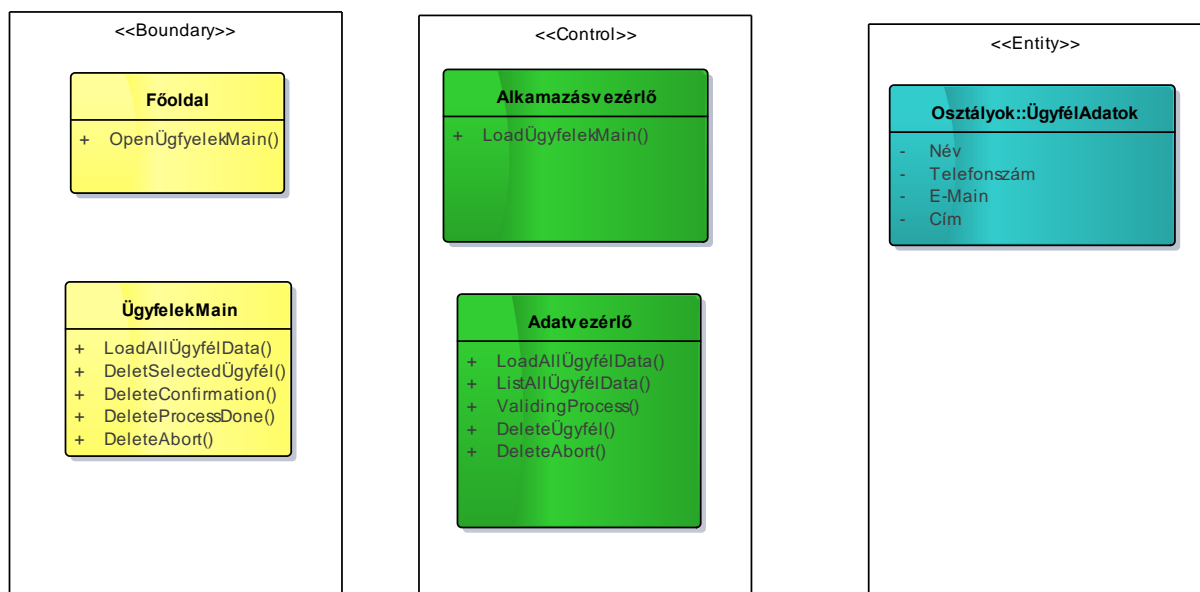 <<Boundary>>
Főoldal
+ OpenÜgfyelekMain()
ÜgyfelekMain
+ LoadAllÜgyfélData()
+ DeletSelectedÜgyfél()
+ DeleteConfirmation()
+ DeleteProcessDone()
+ DeleteAbort()
<<Control>>
Alkamazásvezérlő
+ LoadÜgyfelekMain()
Adatvezérlő
+ LoadAllÜgyfélData()
+ ListAllÜgyfélData()
+ ValidingProcess()
+ DeleteÜgyfél()
+ DeleteAbort()
<<Entity>>
Osztályok::ÜgyfélAdatok
- Név
- Telefonszám
- E-Main
- Cím